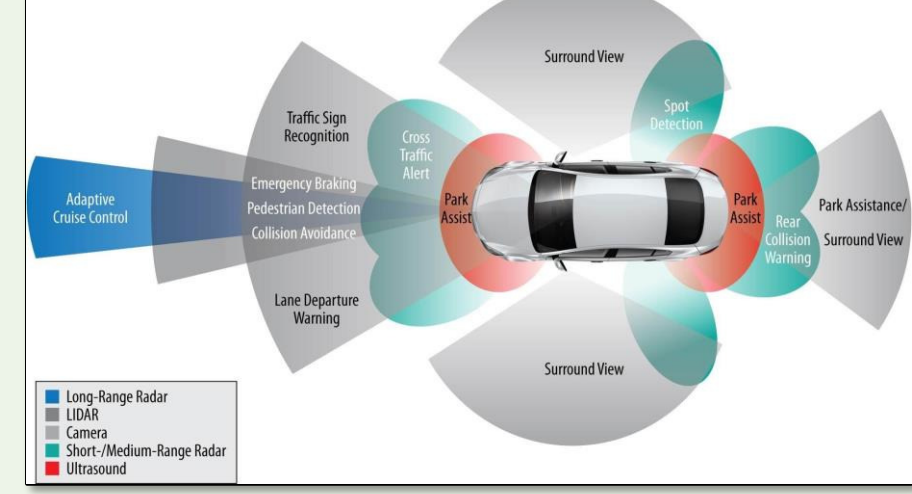 Surround View
Spot
Detection
Traffic Sign
Recognition
Cross
Traffic
Alert
Emergency Braking
Adaptive
Cruise Control
Pedestrian Detection
Collision Avoidance
Park
Assist
Park
Assist
Rear
Collision
Warning
Park Assistance/
Surround View
Lane Departure
Warning
Surround View
Long-Range Radar
LIDAR
Camera
Short-/Medium-Range Radar
Ultrasound